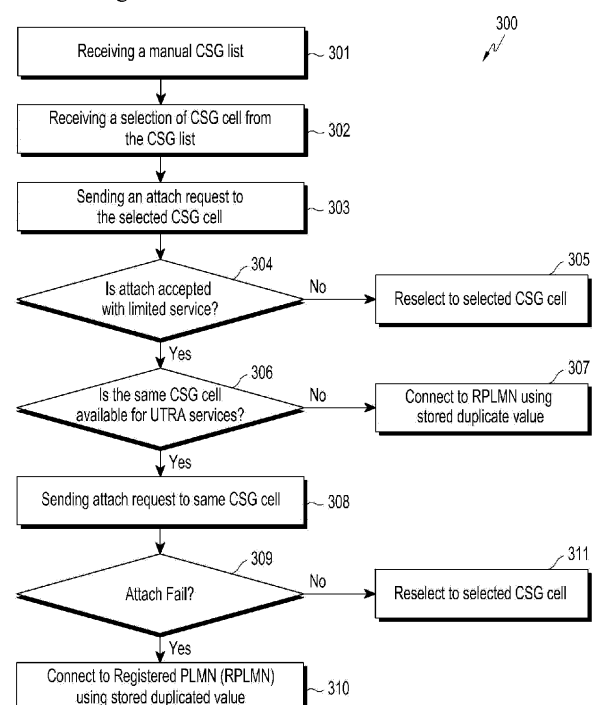 300
Receiving a manual CSG list
301
Receiving a selection of CSG cell from
the CSG list
302
Sending an attach request to
the selected CSG cell
303
304
Is attach accepted
with limited service?
No
305
Reselect to selected CSG cell
Yes
306
Is the same CSG cell
available for UTRA services?
No
307
Connect to RPLMN using
stored duplicate value
Yes
Sending attach request to same CSG cell
308
309
Attach Fail?
No
311
Reselect to selected CSG cell
Yes
Connect to Registered PLMN (RPLMN)
using stored duplicated value
310